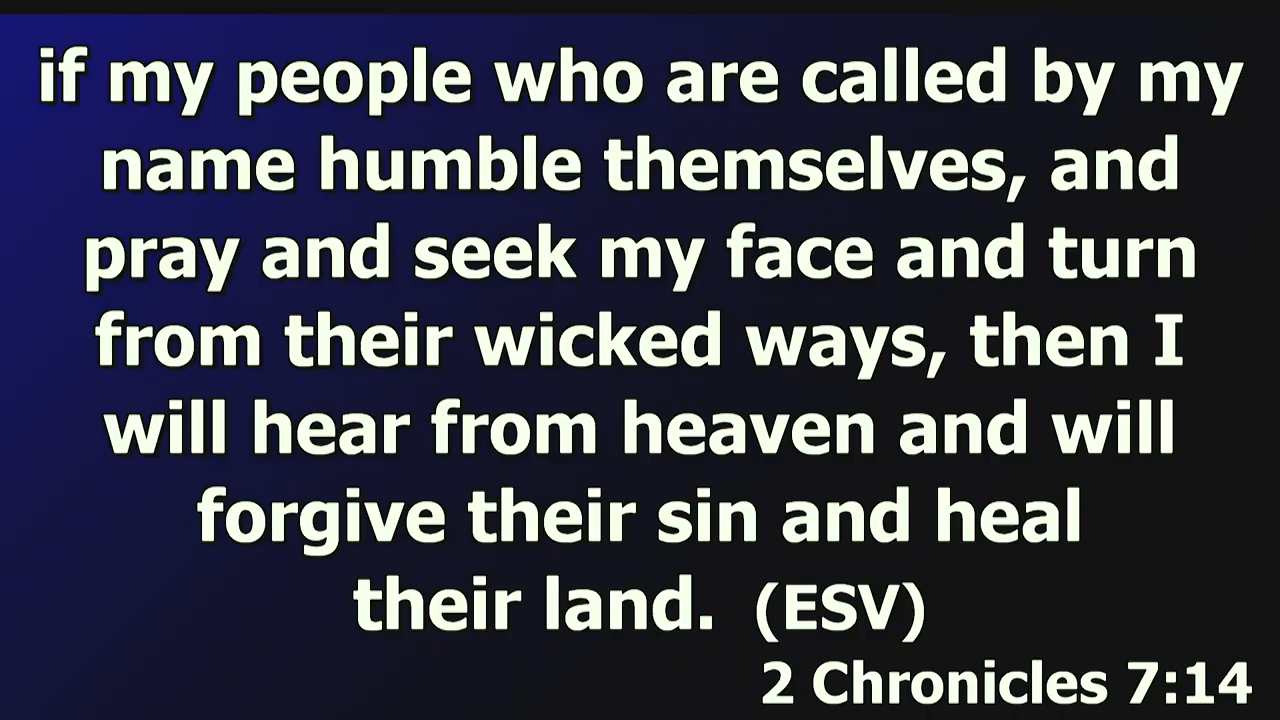 if my people who are called by my
name humble themselves, and
pray and seek my face and turn
from their wicked ways, then I
will hear from heaven and will
forgive their sin and heal
their land. (ESV)
2 Chronicles 7:14